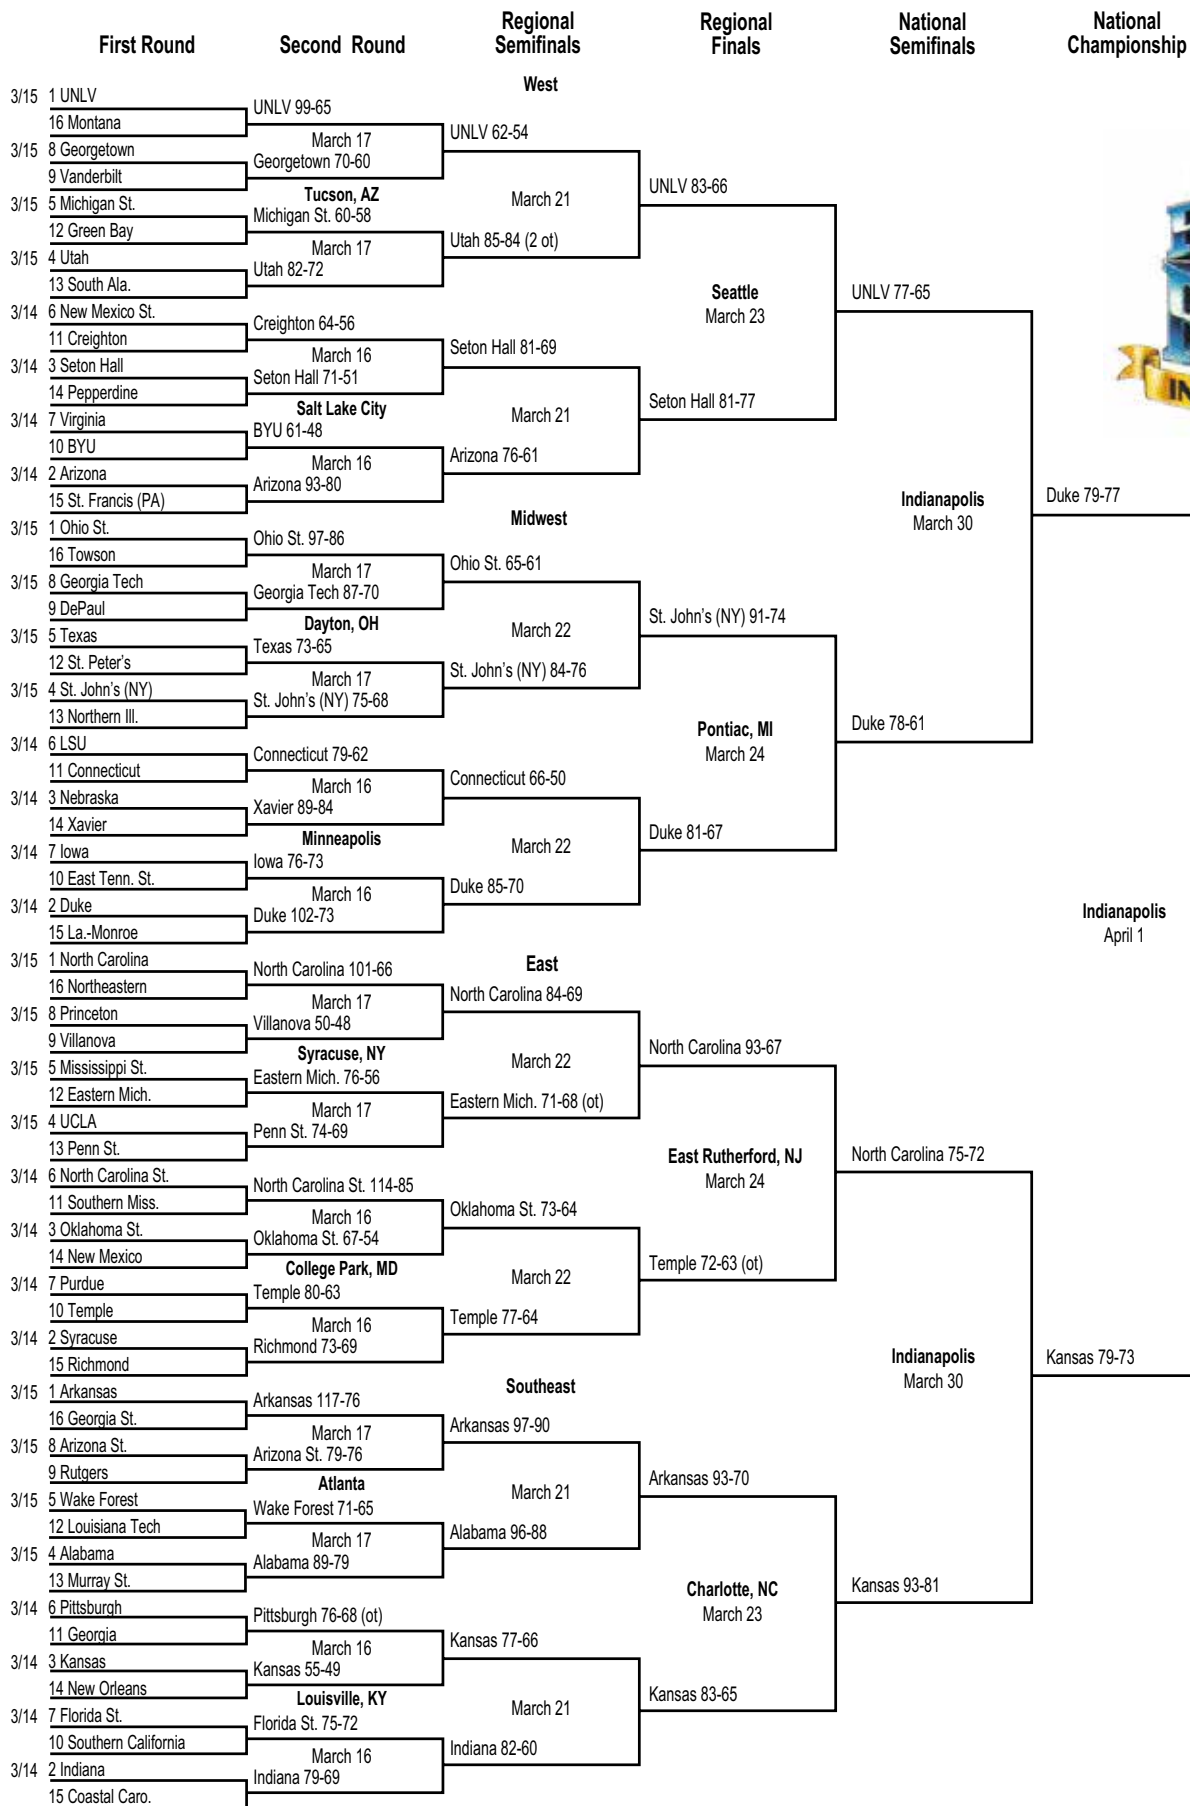 First Round
Second Round
Regional
Semifinals
Regional
Finals
National
Semifinals
National
Championship
West
3/15 1 UNLV
16 Montana
3/15 8 Georgetown
9 Vanderbilt
3/15 5 Michigan St.
12 Green Bay
3/15 4 Utah
13 South Ala.
3/14 6 New Mexico St.
11 Creighton
3/14 3 Seton Hall
14 Pepperdine
3/14 7 Virginia
10 BYU
3/14 2 Arizona
15 St. Francis (PA)
3/15 1 Ohio St.
16 Towson
3/15 8 Georgia Tech
9 DePaul
3/15 5 Texas
12 St. Peter's
3/15 4 St. John's (NY)
13 Northern Ill.
3/14 6 LSU
11 Connecticut
3/14 3 Nebraska
14 Xavier
3/14 7 Iowa
10 East Tenn. St.
3/14 2 Duke
15 La.-Monroe
3/15 1 North Carolina
16 Northeastern
3/15 8 Princeton
9 Villanova
3/15 5 Mississippi St.
12 Eastern Mich.
3/15 4 UCLA
13 Penn St.
3/14 6 North Carolina St.
11 Southern Miss.
3/14 3 Oklahoma St.
14 New Mexico
3/14 7 Purdue
10 Temple
3/14 2 Syracuse
15 Richmond
3/15 1 Arkansas
16 Georgia St.
3/15 8 Arizona St.
9 Rutgers
3/15 5 Wake Forest
12 Louisiana Tech
3/15 4 Alabama
13 Murray St.
3/14 6 Pittsburgh
11 Georgia
3/14 3 Kansas
14 New Orleans
3/14 7 Florida St.
10 Southern California
3/14 2 Indiana
15 Coastal Caro.
UNLV 99-65
March 17
Georgetown 70-60
Tucson, AZ
Michigan St. 60-58
March 17
Utah 82-72
Creighton 64-56
March 16
Seton Hall 71-51
Salt Lake City
BYU 61-48
March 16
Arizona 93-80
Ohio St. 97-86
March 17
Georgia Tech 87-70
Dayton, OH
Texas 73-65
March 17
St. John's (NY) 75-68
Connecticut 79-62
March 16
Xavier 89-84
Minneapolis
Iowa 76-73
March 16
Duke 102-73
North Carolina 101-66
March 17
Villanova 50-48
Syracuse, NY
Eastern Mich. 76-56
March 17
Penn St. 74-69
North Carolina St. 114-85
March 16
Oklahoma St. 67-54
College Park, MD
Temple 80-63
March 16
Richmond 73-69
Arkansas 117-76
March 17
Arizona St. 79-76
Atlanta
Wake Forest 71-65
March 17
Alabama 89-79
Pittsburgh 76-68 (ot)
March 16
Kansas 55-49
Louisville, KY
Florida St. 75-72
March 16
Indiana 79-69
UNLV 62-54
March 21
Utah 85-84 (2 ot)
Seton Hall 81-69
March 21
Arizona 76-61
Midwest
Ohio St. 65-61
March 22
St. John's (NY) 84-76
Connecticut 66-50
March 22
Duke 85-70
East
North Carolina 84-69
March 22
Eastern Mich. 71-68 (ot)
Oklahoma St. 73-64
March 22
Temple 77-64
Southeast
Arkansas 97-90
March 21
Alabama 96-88
Kansas 77-66
March 21
Indiana 82-60
UNLV 83-66
Seattle
March 23
Seton Hall 81-77
St. John's (NY) 91-74
Pontiac, MI
March 24
Duke 81-67
North Carolina 93-67
East Rutherford, NJ
March 24
Temple 72-63 (ot)
Arkansas 93-70
Charlotte, NC
March 23
Kansas 83-65
UNLV 77-65
Indianapolis
March 30
Duke 78-61
North Carolina 75-72
Indianapolis
March 30
Kansas 93-81
Duke 79-77
Indianapolis
April 1
Kansas 79-73